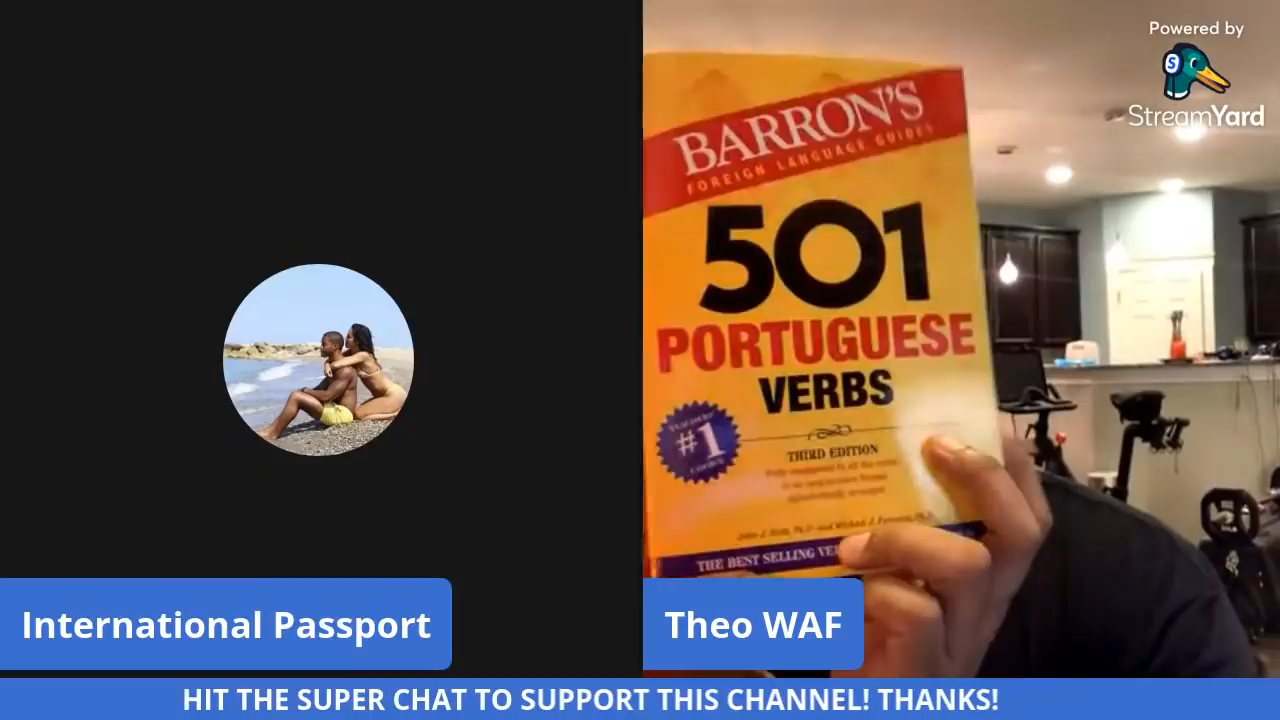 Powered by
StreamYard
BARRON'S
FOREIGN LANGUAGE GUIDES
501
PORTUGUESE
VERBS
#1
THIRD EDITION
THE BEST SELLING
International Passport
Theo WAF
HIT THE SUPER CHAT TO SUPPORT THIS CHANNEL! THANKS!